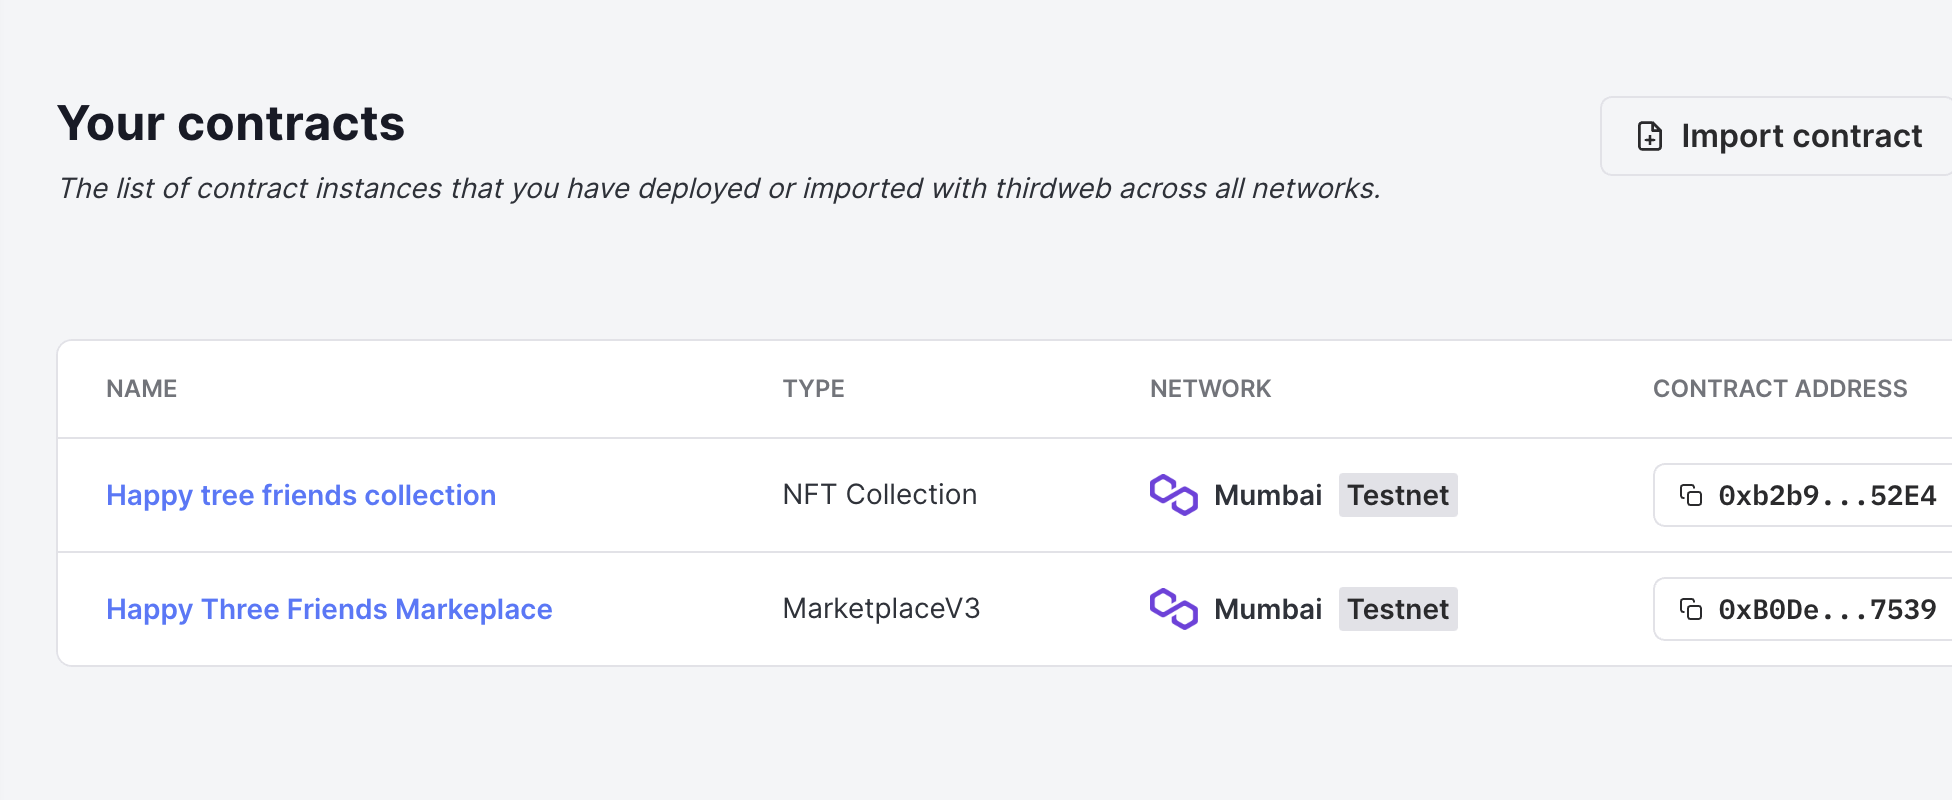 Your contracts
Import contract
The list of contract instances that you have deployed or imported with thirdweb across all networks.
NAME TYPE NETWORK CONTRACT ADDRESS
Happy tree friends collection NFT Collection Mumbai Testnet 0xb2b9...52E4
Happy Three Friends Markeplace MarketplaceV3 Mumbai Testnet 0xB0De...7539